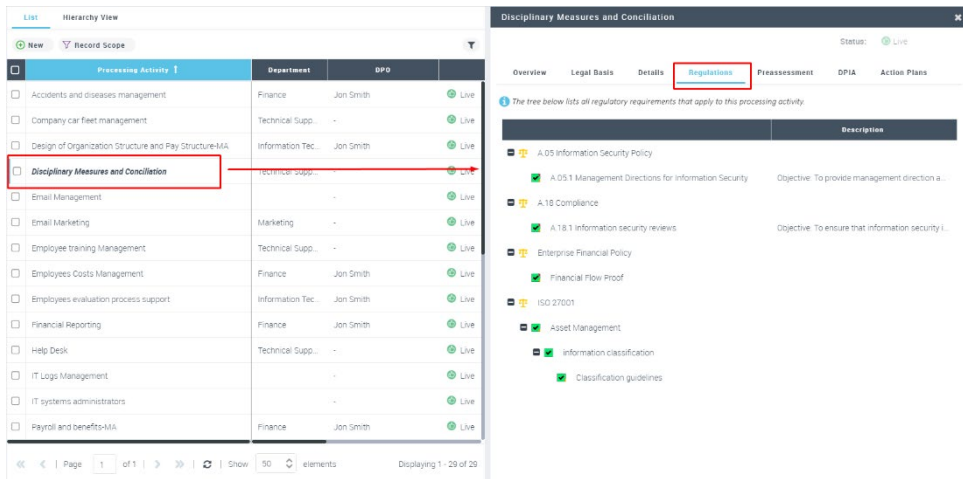 List Hierarchy View
New Record Scope
Processing Activity ↑ Department DPO
Accidents and diseases management Finance Jon Smith Live
Company car fleet management Technical Supp... - Live
Design of Organization Structure and Pay Structure-MA Information Tec... Jon Smith Live
Disciplinary Measures and Conciliation Technical Supp... - Live
Email Management - Live
Email Marketing Marketing - Live
Employee training Management Technical Supp... - Live
Employees Costs Management Finance Jon Smith Live
Employees evaluation process support Information Tec... Jon Smith Live
Financial Reporting Finance Jon Smith Live
Help Desk Technical Supp... - Live
IT Logs Management - Live
IT systems administrators - Live
Payroll and benefits-MA Finance Jon Smith Live
Page 1 of 1 Show 50 elements Displaying 1 - 29 of 29
Disciplinary Measures and Conciliation
Status: Live
Overview Legal Basis Details Regulations Preassessment DPIA Action Plans
The tree below lists all regulatory requirements that apply to this processing activity.
Description
A.05 Information Security Policy
A.05.1 Management Directions for Information Security Objective: To provide management direction a...
A.18 Compliance
A.18.1 Information security reviews Objective: To ensure that information security i...
Enterprise Financial Policy
Financial Flow Proof
ISO 27001
Asset Management
Information classification
Classification guidelines